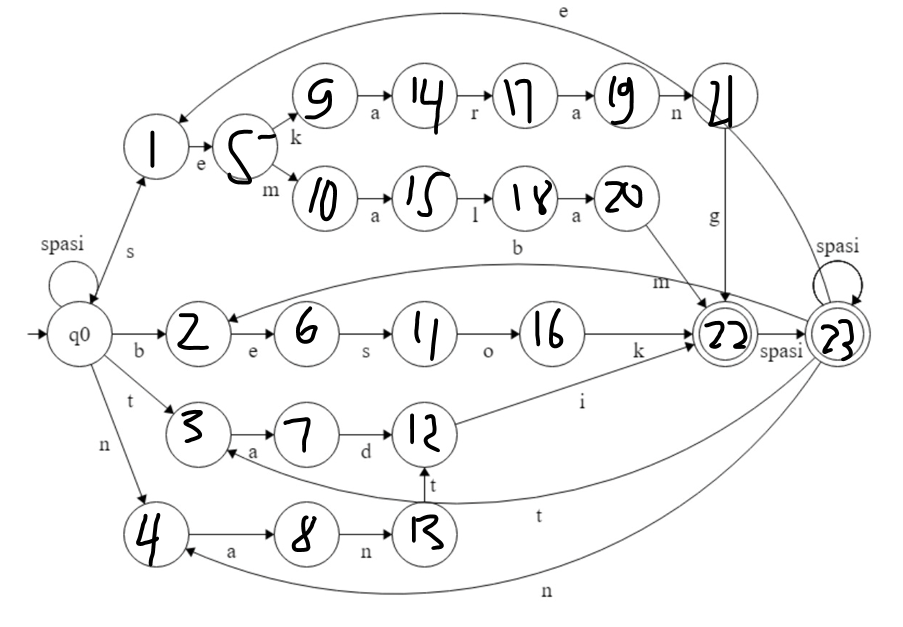 e
9 a 14 r 17 a 19 n 21
1 e 5 k
m 10 a 15 l 18 a 20
spasi s b g spasi
m
q0 b 2 e 6 s 11 o 16 k 22 spasi 23
t i
3 a 7 d 12
n t
t
4 a 8 n 13
n